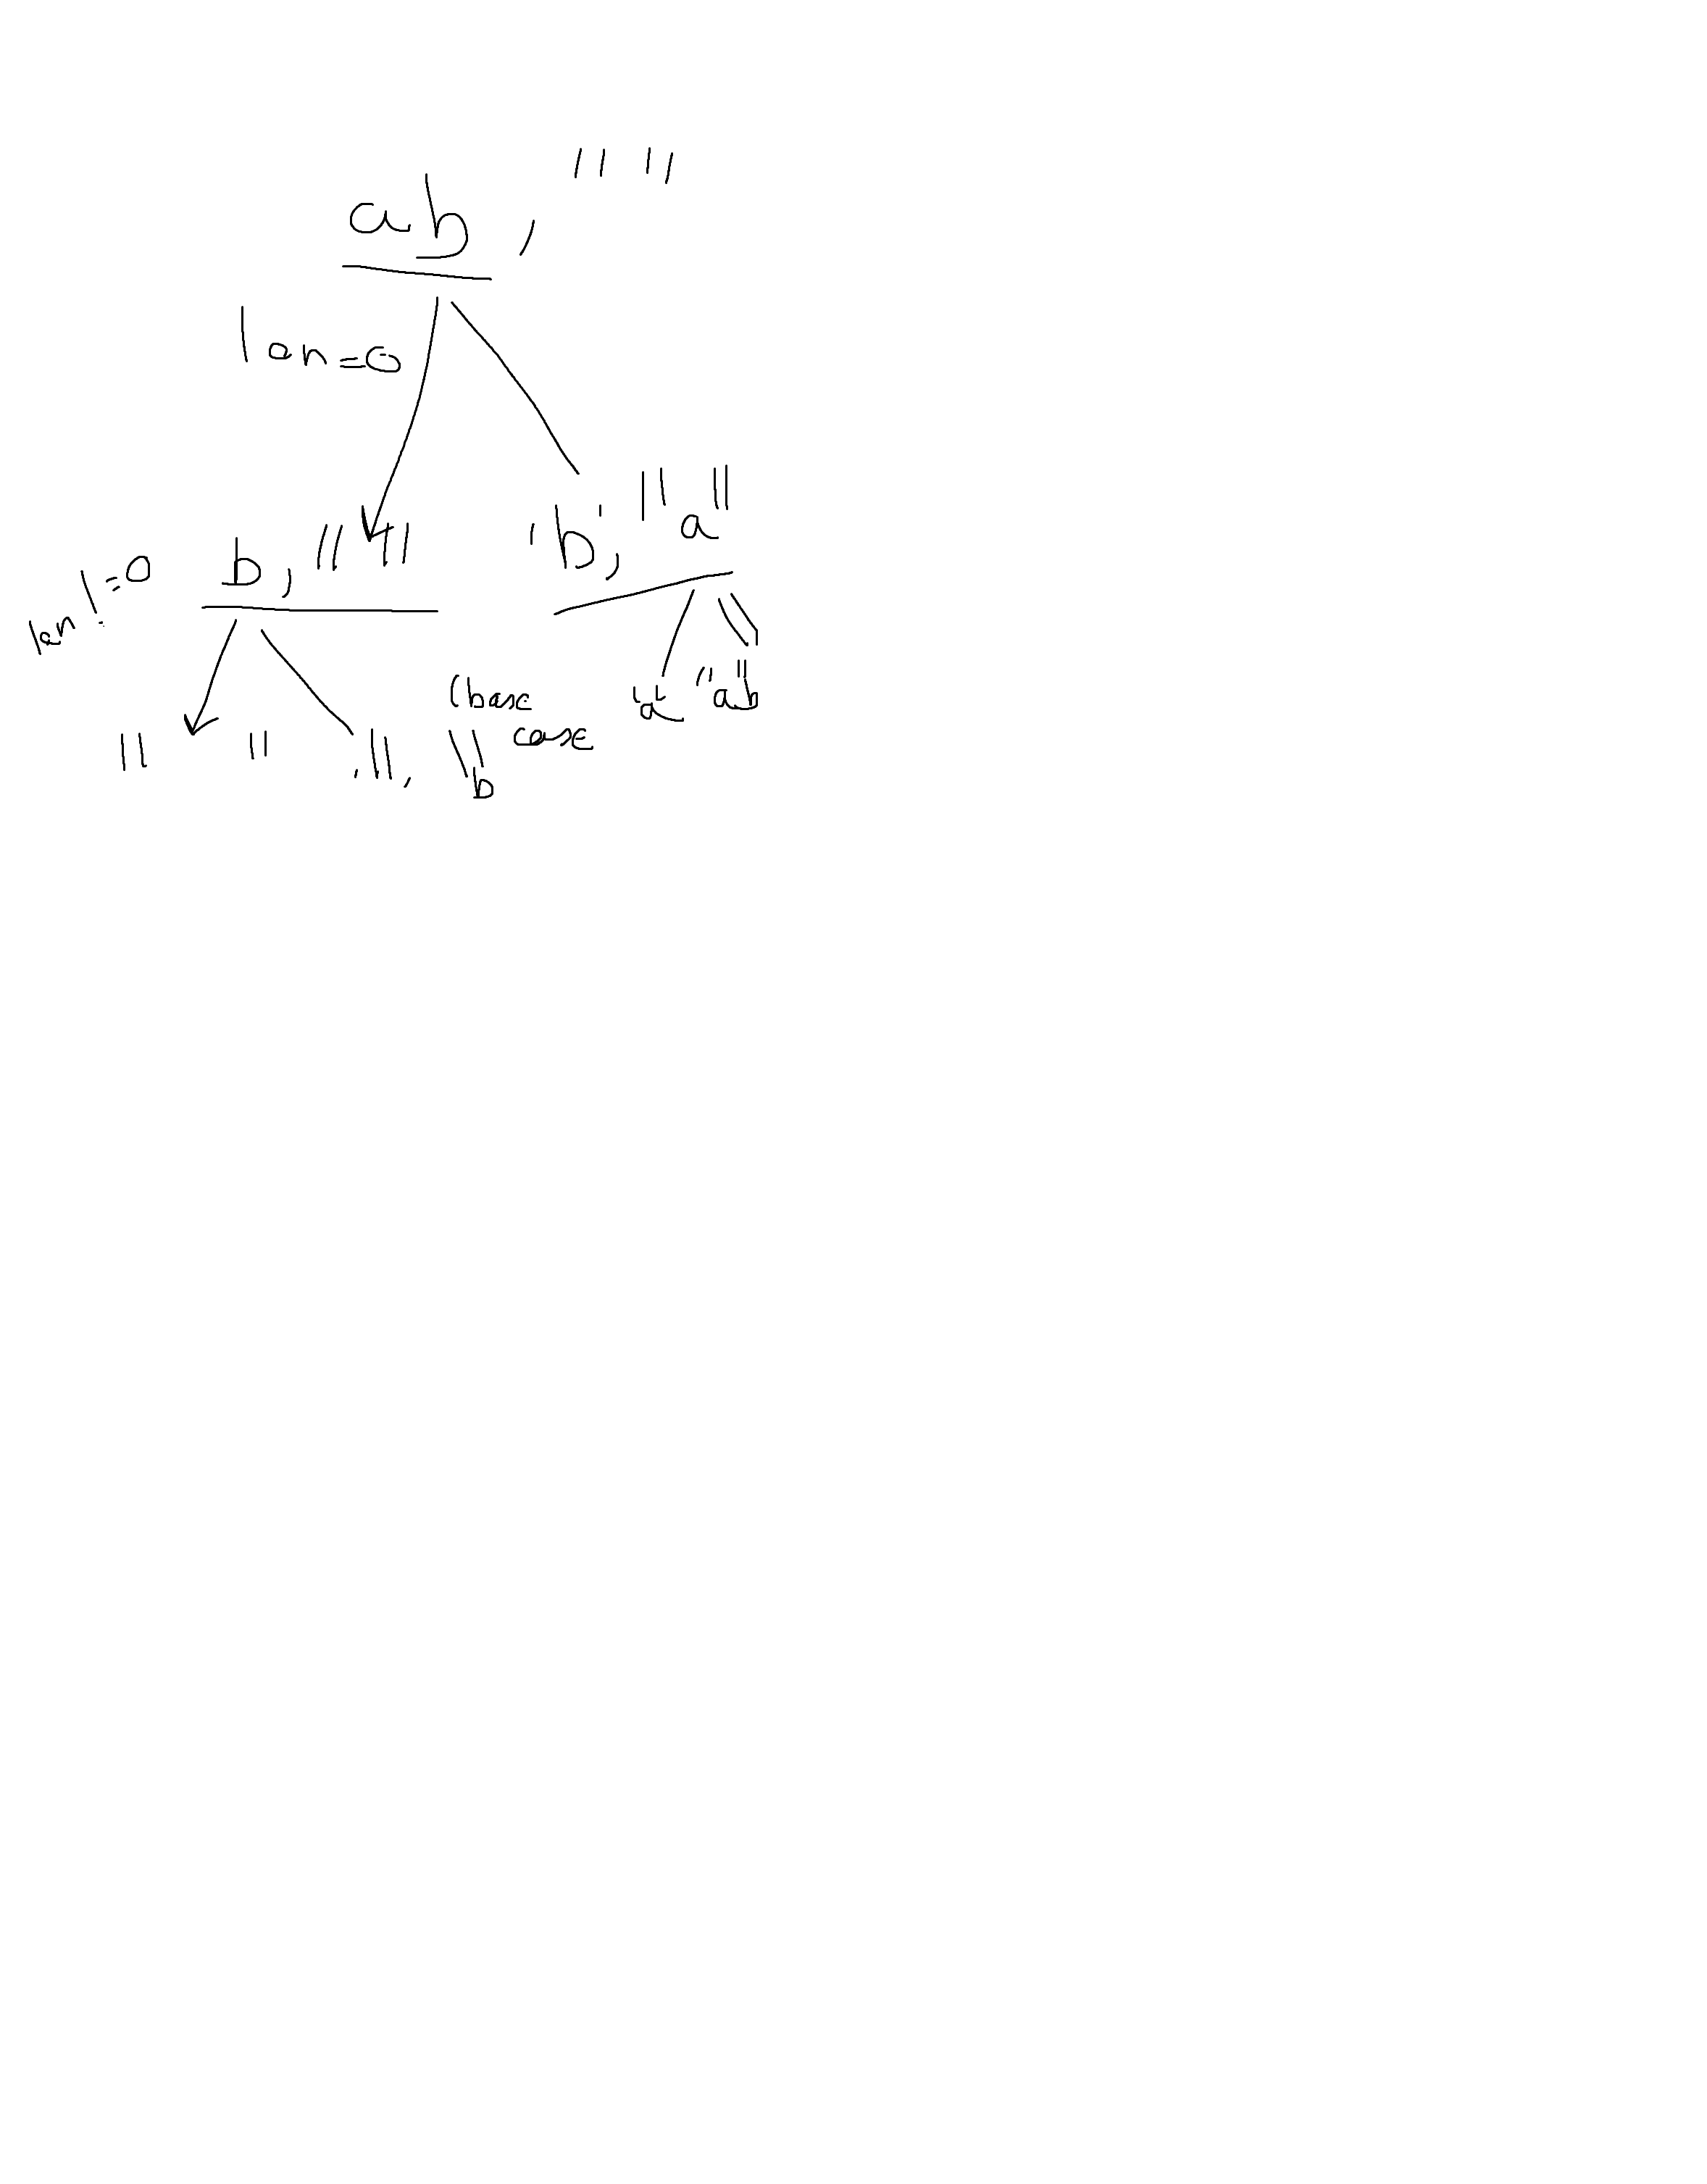 ab, " "
len=0
b, " "
'b', "a"
len!=0
(base
case
"a" "ab"
" "
'", "b